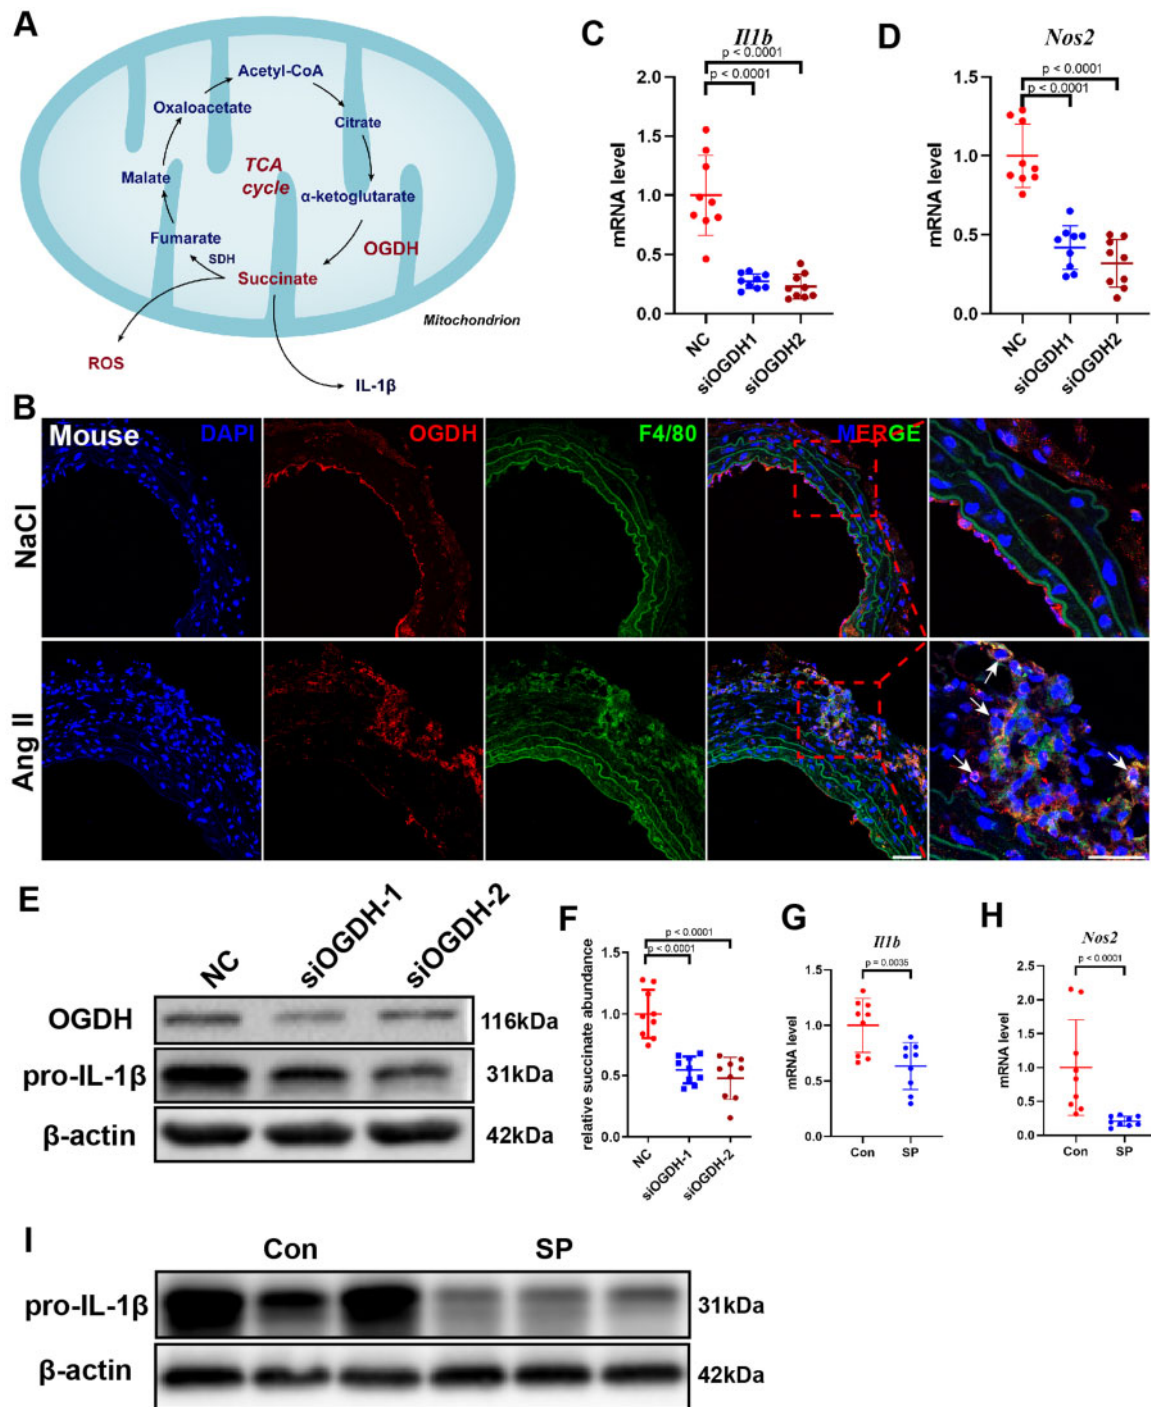 A
Acetyl-CoA
Oxaloacetate
Citrate
TCA
cycle
Malate
α-ketoglutarate
Fumarate
OGDH
SDH
Succinate
Mitochondrion
ROS
IL-1β
C
Il1b
p < 0.0001
p < 0.0001
mRNA level
2.0
1.5
1.0
0.5
0.0
NC
siOGDH1
siOGDH2
D
Nos2
p < 0.0001
p < 0.0001
mRNA level
1.5
1.0
0.5
0.0
NC
siOGDH1
siOGDH2
B
Mouse
DAPI
OGDH
F4/80
MERGE
NaCl
Ang II
E
NC
siOGDH-1
siOGDH-2
OGDH
116kDa
pro-IL-1β
31kDa
β-actin
42kDa
F
p < 0.0001
p < 0.0001
relative succinate abundance
1.5
1.0
0.5
0.0
NC
siOGDH-1
siOGDH-2
G
Il1b
p = 0.0035
mRNA level
1.5
1.0
0.5
0.0
Con
SP
H
Nos2
p < 0.0001
mRNA level
2.5
2.0
1.5
1.0
0.5
0.0
Con
SP
I
Con
SP
pro-IL-1β
31kDa
β-actin
42kDa